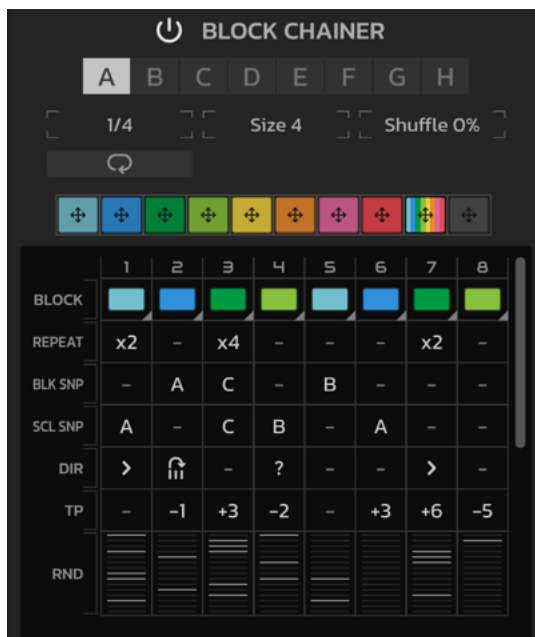 BLOCK CHAINER
A B C D E F G H
1/4 Size 4 Shuffle 0%
1 2 3 4 5 6 7 8
BLOCK
REPEAT x2 - x4 - - - x2 -
BLK SNP - A C - B - - -
SCL SNP A - C B - A - -
DIR > - ? - - > -
TP - -1 +3 -2 - +3 +6 -5
RND